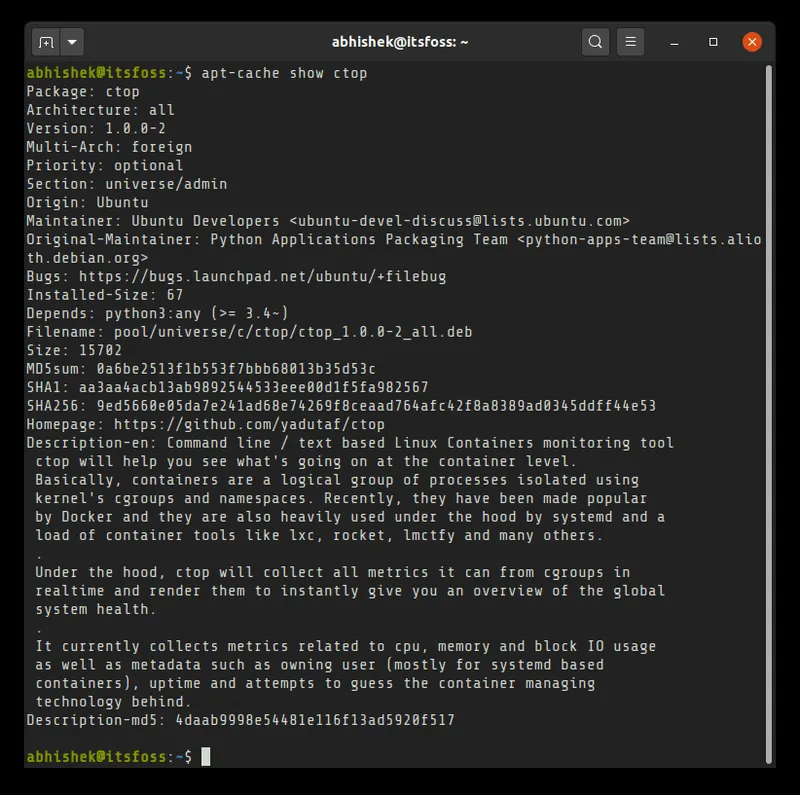 abhishek@itsfoss: ~
abhishek@itsfoss:~$ apt-cache show ctop
Package: ctop
Architecture: all
Version: 1.0.0-2
Multi-Arch: foreign
Priority: optional
Section: universe/admin
Origin: Ubuntu
Maintainer: Ubuntu Developers <ubuntu-devel-discuss@lists.ubuntu.com>
Original-Maintainer: Python Applications Packaging Team <python-apps-team@lists.alio
th.debian.org>
Bugs: https://bugs.launchpad.net/ubuntu/+filebug
Installed-Size: 67
Depends: python3:any (>= 3.4~)
Filename: pool/universe/c/ctop/ctop_1.0.0-2_all.deb
Size: 15702
MD5sum: 0a6be2513f1b553f7bbb68013b35d53c
SHA1: aa3aa4acb13ab9892544533eee00d1f5fa982567
SHA256: 9ed5660e05da7e241ad68e74269f8ceaad764afc42f8a8389ad0345ddff44e53
Homepage: https://github.com/yadutaf/ctop
Description-en: Command line / text based Linux Containers monitoring tool
 ctop will help you see what's going on at the container level.
 Basically, containers are a logical group of processes isolated using
 kernel's cgroups and namespaces. Recently, they have been made popular
 by Docker and they are also heavily used under the hood by systemd and a
 load of container tools like lxc, rocket, lmctfy and many others.
 .
 Under the hood, ctop will collect all metrics it can from cgroups in
 realtime and render them to instantly give you an overview of the global
 system health.
 .
 It currently collects metrics related to cpu, memory and block IO usage
 as well as metadata such as owning user (mostly for systemd based
 containers), uptime and attempts to guess the container managing
 technology behind.
Description-md5: 4daab9998e54481e116f13ad5920f517
abhishek@itsfoss:~$